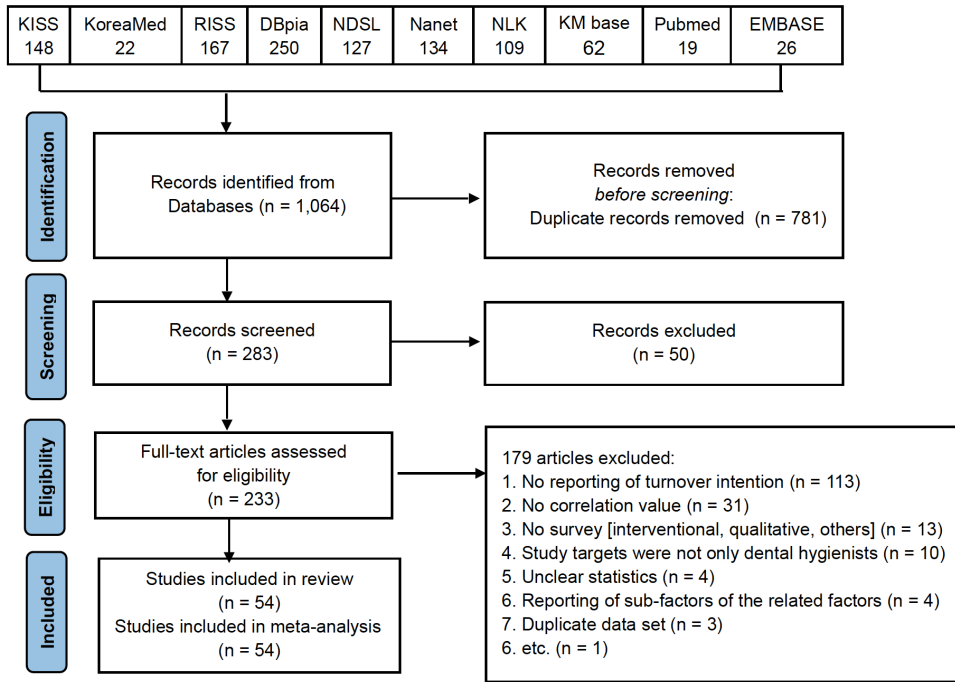 KISS KoreaMed RISS DBpia NDSL Nanet NLK KM base Pubmed EMBASE
148 22 167 250 127 134 109 62 19 26
Identification
Records identified from
Databases (n = 1,064)
Records removed
before screening:
Duplicate records removed (n = 781)
Screening
Records screened
(n = 283)
Records excluded
(n = 50)
Eligibility
Full-text articles assessed
for eligibility
(n = 233)
179 articles excluded:
1. No reporting of turnover intention (n = 113)
2. No correlation value (n = 31)
3. No survey [interventional, qualitative, others] (n = 13)
4. Study targets were not only dental hygienists (n = 10)
5. Unclear statistics (n = 4)
6. Reporting of sub-factors of the related factors (n = 4)
7. Duplicate data set (n = 3)
6. etc. (n = 1)
Included
Studies included in review
(n = 54)
Studies included in meta-analysis
(n = 54)